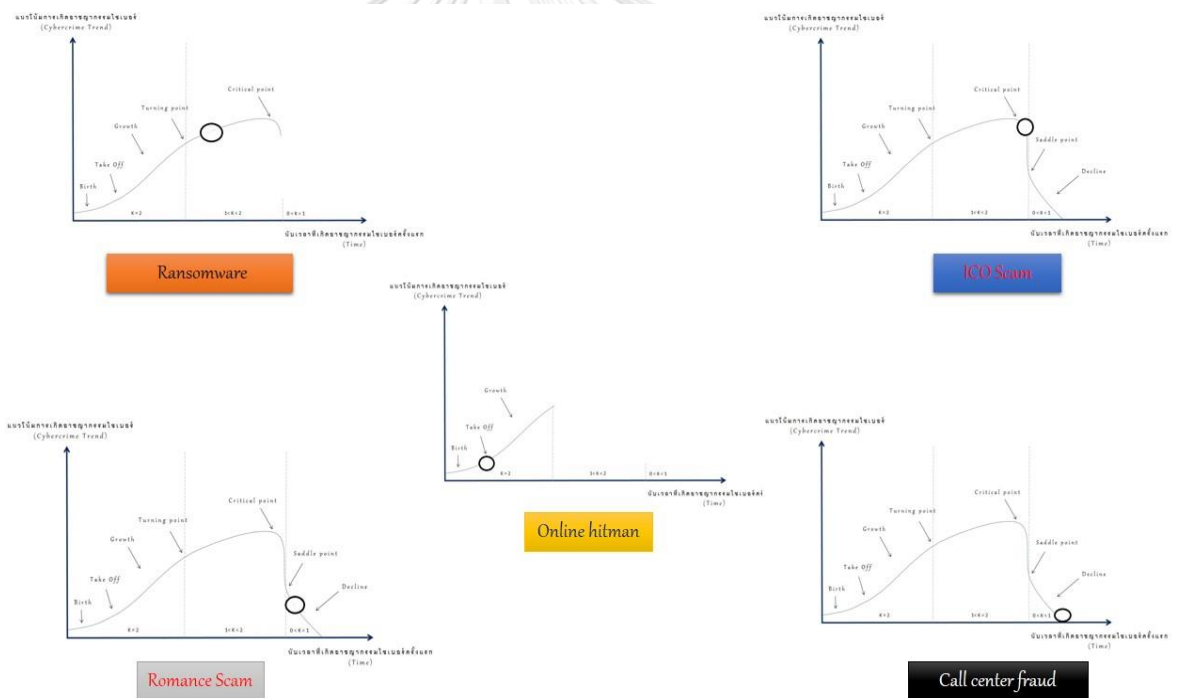 แนวโน้มการเกิดอาชญากรรมไซเบอร์
(Cybercrime Trend)
Critical point
Turning point
Growth
Take Off
Birth
K=2
1<K<2
0<K<1
นับเวลาที่เกิดอาชญากรรมไซเบอร์ครั้งแรก
(Time)
Ransomware
แนวโน้มการเกิดอาชญากรรมไซเบอร์
(Cybercrime Trend)
Critical point
Turning point
Growth
Saddle point
Take Off
Decline
Birth
K=2
1<K<2
0<K<1
นับเวลาที่เกิดอาชญากรรมไซเบอร์ครั้งแรก
(Time)
ICO Scam
แนวโน้มการเกิดอาชญากรรมไซเบอร์
(Cybercrime Trend)
Growth
Take Off
Birth
K=2
1<K<2
0<K<1
นับเวลาที่เกิดอาชญากรรมไซเบอร์
(Time)
Online hitman
แนวโน้มการเกิดอาชญากรรมไซเบอร์
(Cybercrime Trend)
Critical point
Turning point
Growth
Saddle point
Take Off
Decline
Birth
K=2
1<K<2
0<K<1
นับเวลาที่เกิดอาชญากรรมไซเบอร์ครั้งแรก
(Time)
Romance Scam
แนวโน้มการเกิดอาชญากรรมไซเบอร์
(Cybercrime Trend)
Critical point
Turning point
Growth
Saddle point
Take Off
Decline
Birth
K=2
1<K<2
0<K<1
นับเวลาที่เกิดอาชญากรรมไซเบอร์ครั้งแรก
(Time)
Call center fraud